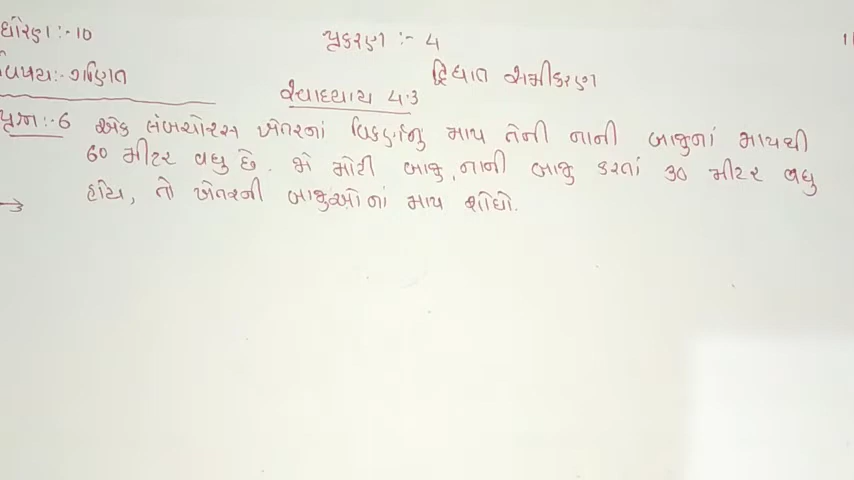 ધોરણ :- 10
પ્રકરણ :- 4
વિષય :- ગણિત
દ્વિઘાત સમીકરણ
સ્વાધ્યાય 4.3
પ્રશ્ન :- 6 એક લંબચોરસ ખેતરનાં વિકર્ણનુ માપ તેની નાની બાજુનાં માપથી
60 મીટર વધુ છે. જો મોટી બાજુ, નાની બાજુ કરતાં 30 મીટર વધુ
હોય, તો ખેતરની બાજુઓનાં માપ શોધો.
→